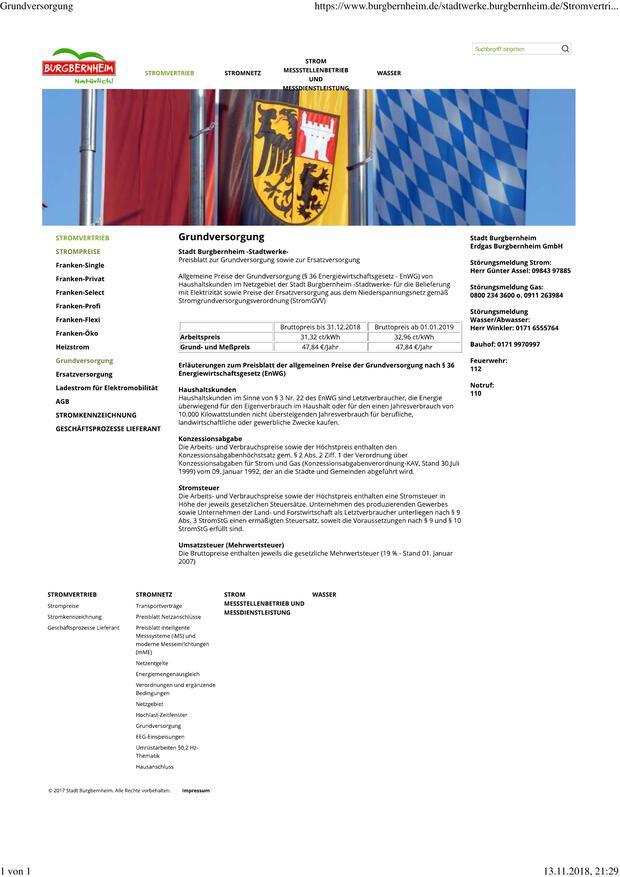 Grundversorgung
https://www.burgbernheim.de/stadtwerke.burgbernheim.de/Stromvertri...
BURGBERNHEIM
Natürlich!
STROMVERTRIEB
STROMNETZ
STROM
MESSSTELLENBETRIEB
UND
MESSDIENSTLEISTUNG
WASSER
Suchbegriff eingeben
STROMVERTRIEB
STROMPREISE
Franken-Single
Franken-Privat
Franken-Select
Franken-Profi
Franken-Flexi
Franken-Öko
Heizstrom
Grundversorgung
Ersatzversorgung
Ladestrom für Elektromobilität
AGB
STROMKENNZEICHNUNG
GESCHÄFTSPROZESSE LIEFERANT
Grundversorgung
Stadt Burgbernheim -Stadtwerke-
Preisblatt zur Grundversorgung sowie zur Ersatzversorgung
Allgemeine Preise der Grundversorgung (§ 36 Energiewirtschaftsgesetz - EnWG) von
Haushaltskunden im Netzgebiet der Stadt Burgbernheim -Stadtwerke- für die Belieferung
mit Elektrizität sowie Preise der Ersatzversorgung aus dem Niederspannungsnetz gemäß
Stromgrundversorgungsverordnung (StromGVV)
Bruttopreis bis 31.12.2018 Bruttopreis ab 01.01.2019
Arbeitspreis 31,32 ct/kWh 32,96 ct/kWh
Grund- und Meßpreis 47,84 €/Jahr 47,84 €/Jahr
Erläuterungen zum Preisblatt der allgemeinen Preise der Grundversorgung nach § 36
Energiewirtschaftsgesetz (EnWG)
Haushaltskunden
Haushaltskunden im Sinne von § 3 Nr. 22 des EnWG sind Letztverbraucher, die Energie
überwiegend für den Eigenverbrauch im Haushalt oder für den einen Jahresverbrauch von
10.000 Kilowattstunden nicht übersteigenden Jahresverbrauch für berufliche,
landwirtschaftliche oder gewerbliche Zwecke kaufen.
Konzessionsabgabe
Die Arbeits- und Verbrauchspreise sowie der Höchstpreis enthalten den
Konzessionsabgabenhöchstsatz gem. § 2 Abs. 2 Ziff. 1 der Verordnung über
Konzessionsabgaben für Strom und Gas (Konzessionsabgabenverordnung-KAV, Stand 30.Juli
1999) vom 09. Januar 1992, der an die Städte und Gemeinden abgeführt wird.
Stromsteuer
Die Arbeits- und Verbrauchspreise sowie der Höchstpreis enthalten eine Stromsteuer in
Höhe der jeweils gesetzlichen Steuersätze. Unternehmen des produzierenden Gewerbes
sowie Unternehmen der Land- und Forstwirtschaft als Letztverbraucher unterliegen nach § 9
Abs. 3 StromStG einen ermäßigten Steuersatz, soweit die Voraussetzungen nach § 9 und § 10
StromStG erfüllt sind.
Umsatzsteuer (Mehrwertsteuer)
Die Bruttopreise enthalten jeweils die gesetzliche Mehrwertsteuer (19 % - Stand 01. Januar
2007)
Stadt Burgbernheim
Erdgas Burgbernheim GmbH
Störungsmeldung Strom:
Herr Günter Assel: 09843 97885
Störungsmeldung Gas:
0800 234 3600 o. 0911 263984
Störungsmeldung
Wasser/Abwasser:
Herr Winkler: 0171 6555764
Bauhof: 0171 9970997
Feuerwehr:
112
Notruf:
110
STROMVERTRIEB
Strompreise
Stromkennzeichnung
Geschäftsprozesse Lieferant
STROMNETZ
Transportverträge
Preisblatt Netzanschlüsse
Preisblatt intelligente
Messsysteme (iMS) und
moderne Messeinrichtungen
(mME)
Netzentgelte
Energiemengenausgleich
Verordnungen und ergänzende
Bedingungen
Netzgebiet
Hochlast-Zeitfenster
Grundversorgung
EEG-Einspeisungen
Umrüstarbeiten 50,2 Hz-
Thematik
Hausanschluss
STROM
MESSSTELLENBETRIEB UND
MESSDIENSTLEISTUNG
WASSER
© 2017 Stadt Burgbernheim. Alle Rechte vorbehalten. Impressum
1 von 1
13.11.2018, 21:29